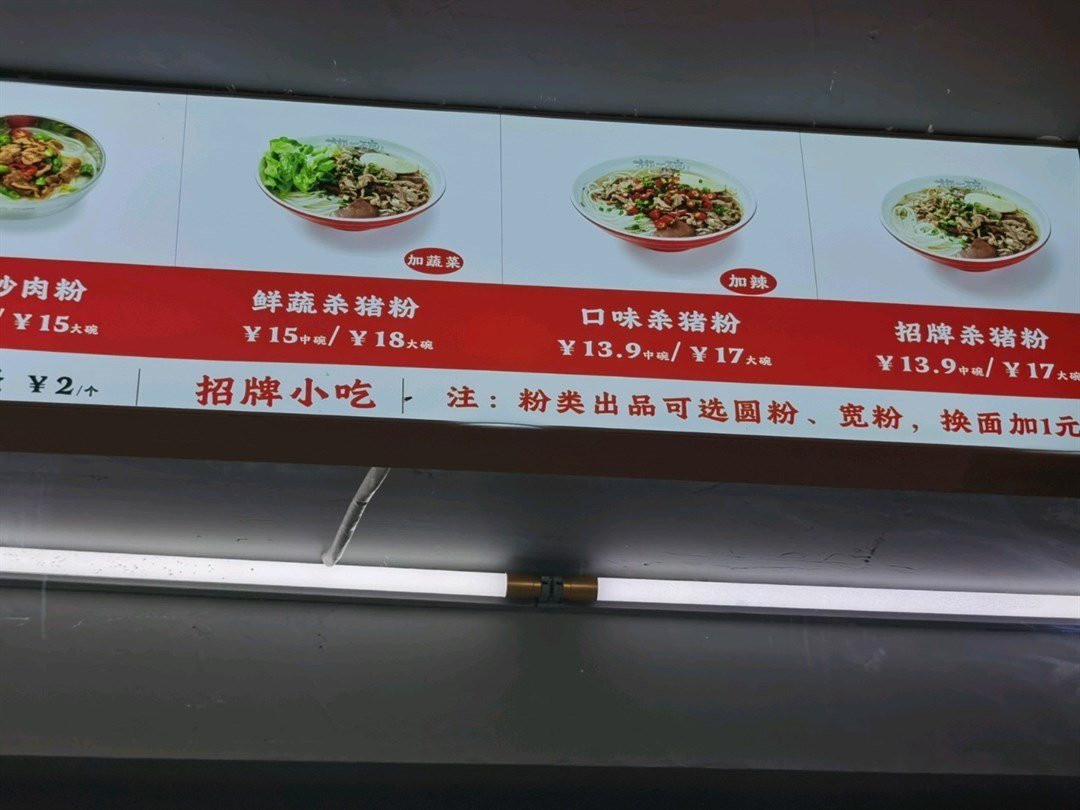 加蔬菜
加辣
炒肉粉
/ ¥15大碗
鲜蔬杀猪粉
¥15中碗/ ¥18大碗
口味杀猪粉
¥13.9中碗/ ¥17大碗
招牌杀猪粉
¥13.9中碗/ ¥17大碗
¥2/个
招牌小吃
注：粉类出品可选圆粉、宽粉，换面加1元